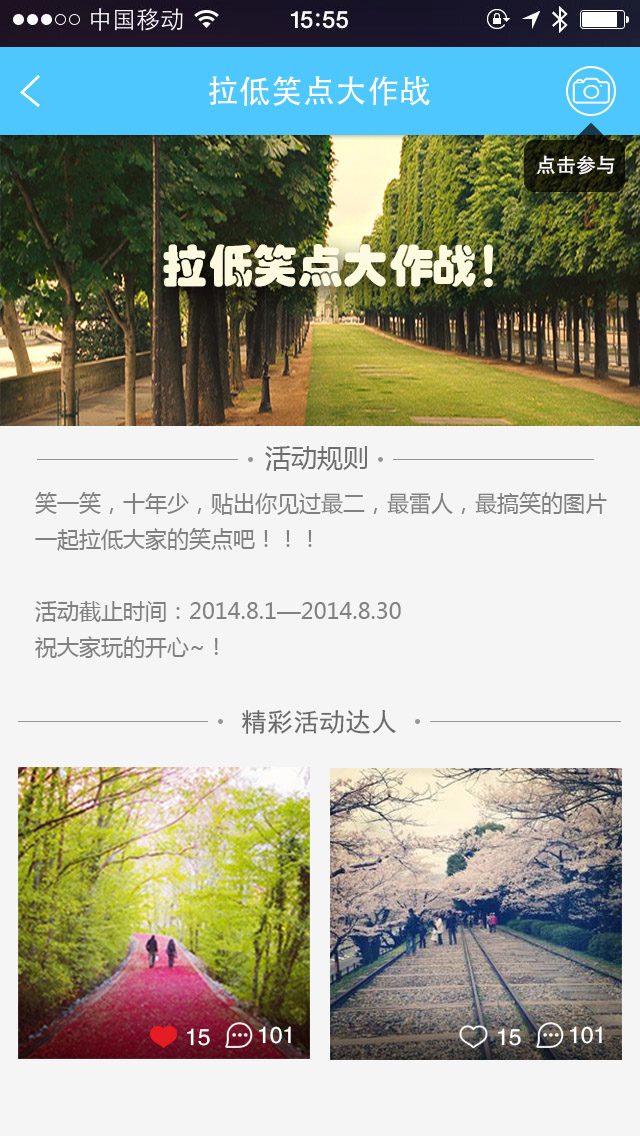 中国移动 15:55
拉低笑点大作战
点击参与
拉低笑点大作战!
活动规则
笑一笑，十年少，贴出你见过最二，最雷人，最搞笑的图片
一起拉低大家的笑点吧！！！
活动截止时间：2014.8.1—2014.8.30
祝大家玩的开心~！
精彩活动达人
15 101
15 101